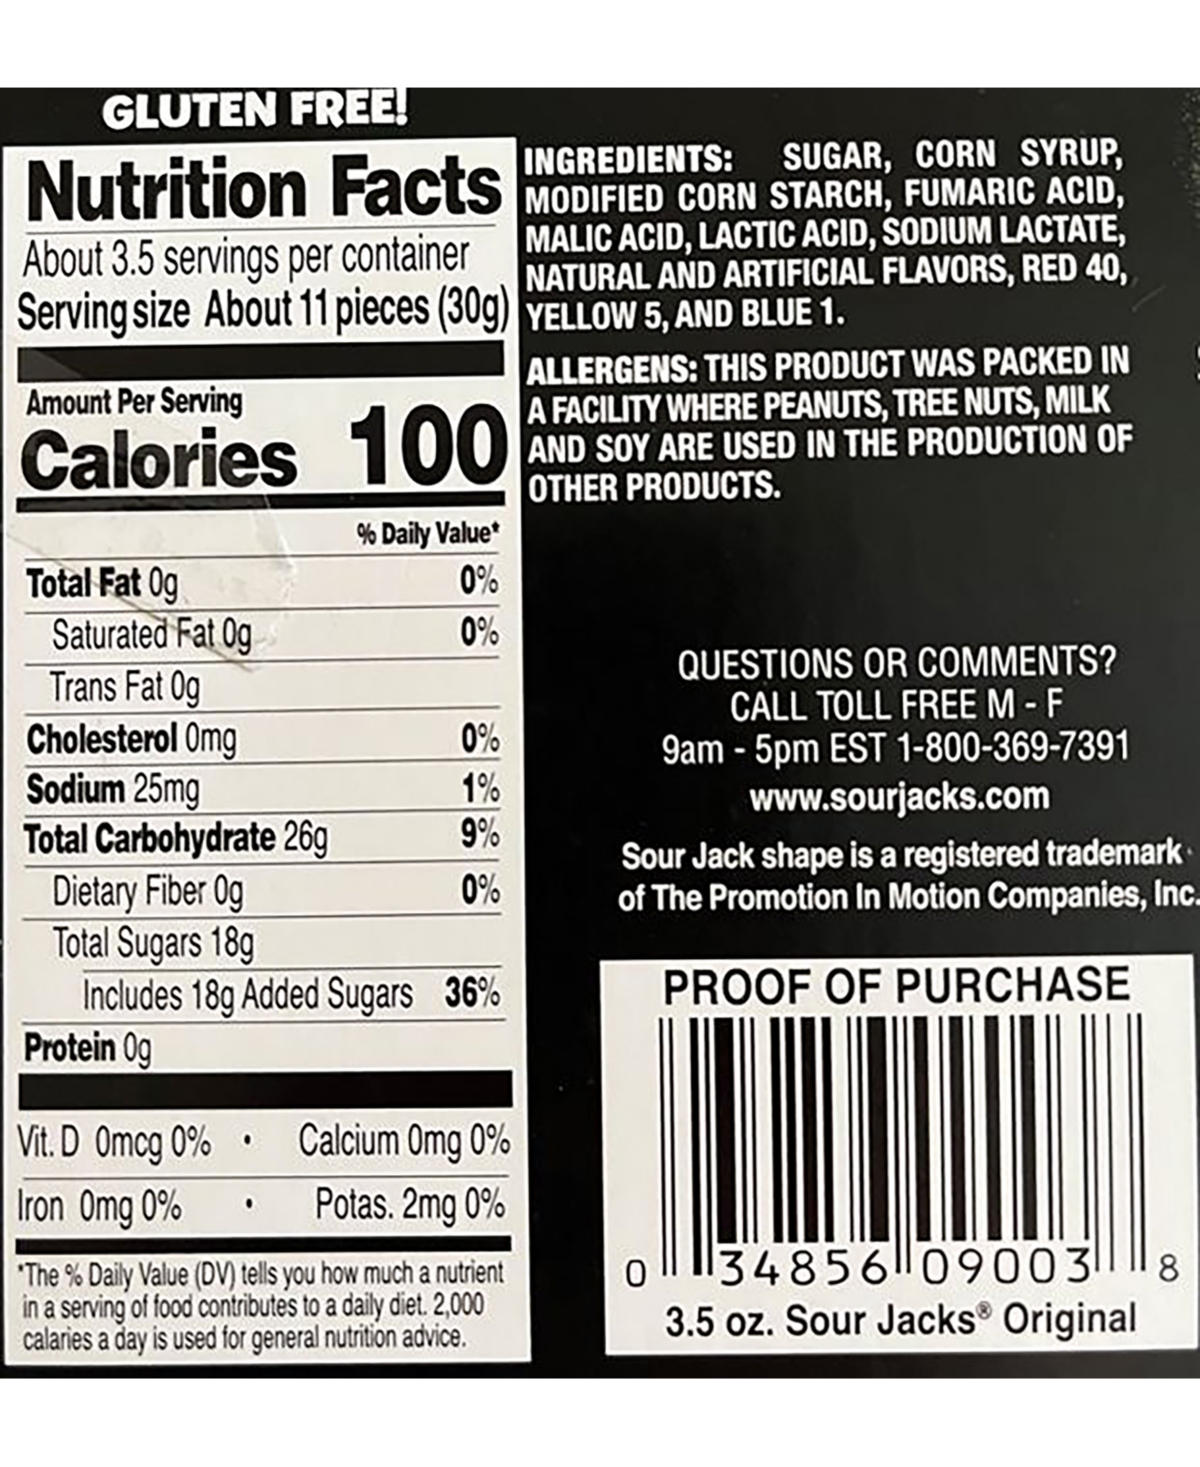 GLUTEN FREE!
Nutrition Facts
About 3.5 servings per container
Serving size About 11 pieces (30g)
Amount Per Serving
Calories 100
% Daily Value*
Total Fat 0g 0%
Saturated Fat 0g 0%
Trans Fat 0g
Cholesterol 0mg 0%
Sodium 25mg 1%
Total Carbohydrate 26g 9%
Dietary Fiber 0g 0%
Total Sugars 18g
Includes 18g Added Sugars 36%
Protein 0g
Vit. D 0mcg 0% • Calcium 0mg 0%
Iron 0mg 0% • Potas. 2mg 0%
*The % Daily Value (DV) tells you how much a nutrient
in a serving of food contributes to a daily diet. 2,000
calaries a day is used for general nutrition advice.
INGREDIENTS: SUGAR, CORN SYRUP,
MODIFIED CORN STARCH, FUMARIC ACID,
MALIC ACID, LACTIC ACID, SODIUM LACTATE,
NATURAL AND ARTIFICIAL FLAVORS, RED 40,
YELLOW 5, AND BLUE 1.
ALLERGENS: THIS PRODUCT WAS PACKED IN
A FACILITY WHERE PEANUTS, TREE NUTS, MILK
AND SOY ARE USED IN THE PRODUCTION OF
OTHER PRODUCTS.
QUESTIONS OR COMMENTS?
CALL TOLL FREE M - F
9am - 5pm EST 1-800-369-7391
www.sourjacks.com
Sour Jack shape is a registered trademark
of The Promotion In Motion Companies, Inc.
PROOF OF PURCHASE
0 34856 09003 8
3.5 oz. Sour Jacks® Original